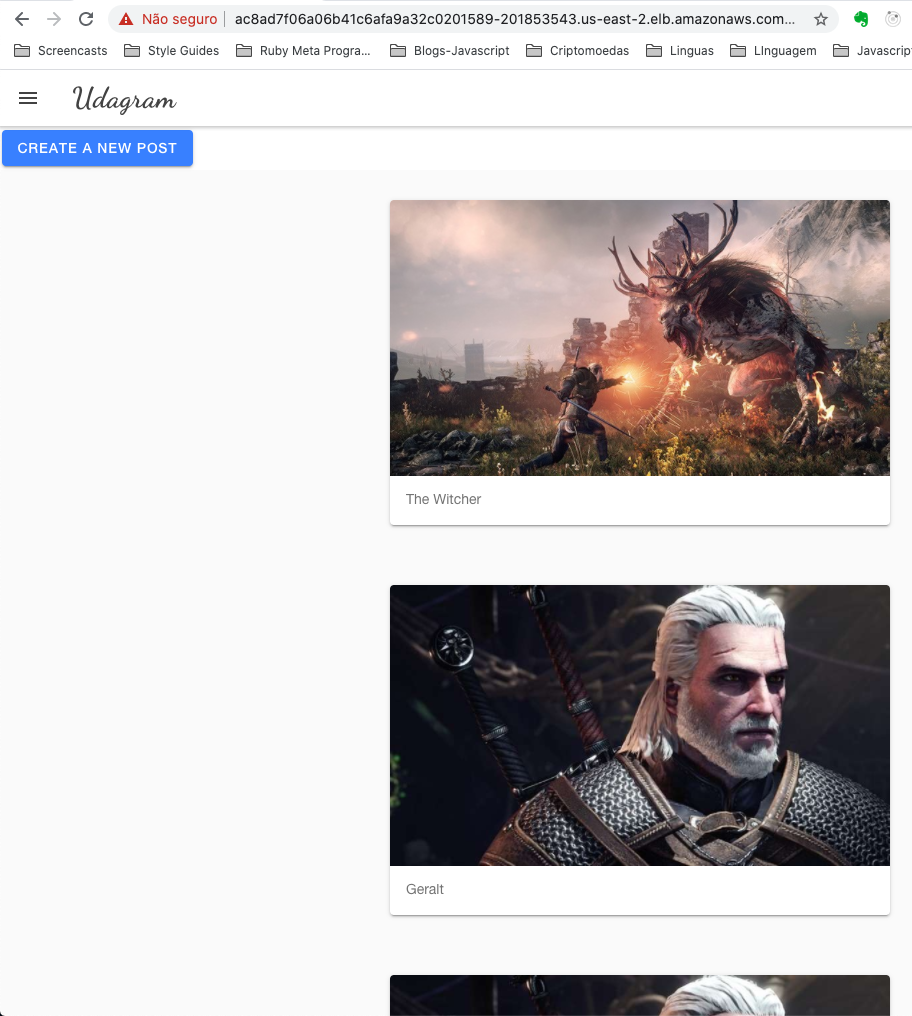 Não seguro ac8ad7f06a06b41c6afa9a32c0201589-201853543.us-east-2.elb.amazonaws.com...
Screencasts Style Guides Ruby Meta Progra... Blogs-Javascript Criptomoedas Linguas LInguagem Javascript
Udagram
CREATE A NEW POST
The Witcher
Geralt